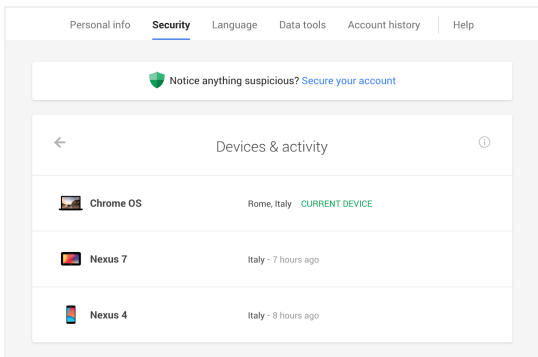 Personal info Security Language Data tools Account history Help
Notice anything suspicious? Secure your account
Devices & activity
Chrome OS Rome, Italy CURRENT DEVICE
Nexus 7 Italy - 7 hours ago
Nexus 4 Italy - 8 hours ago